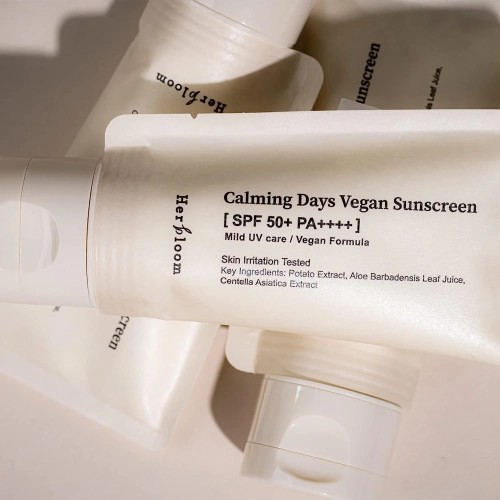 Herbloom
unscreen
s Leaf Juice,
Herbloom
Calming Days Vegan Sunscreen
[ SPF 50+ PA++++ ]
Mild UV care / Vegan Formula
Skin Irritation Tested
Key Ingredients: Potato Extract, Aloe Barbadensis Leaf Juice,
Centella Asiatica Extract
creen